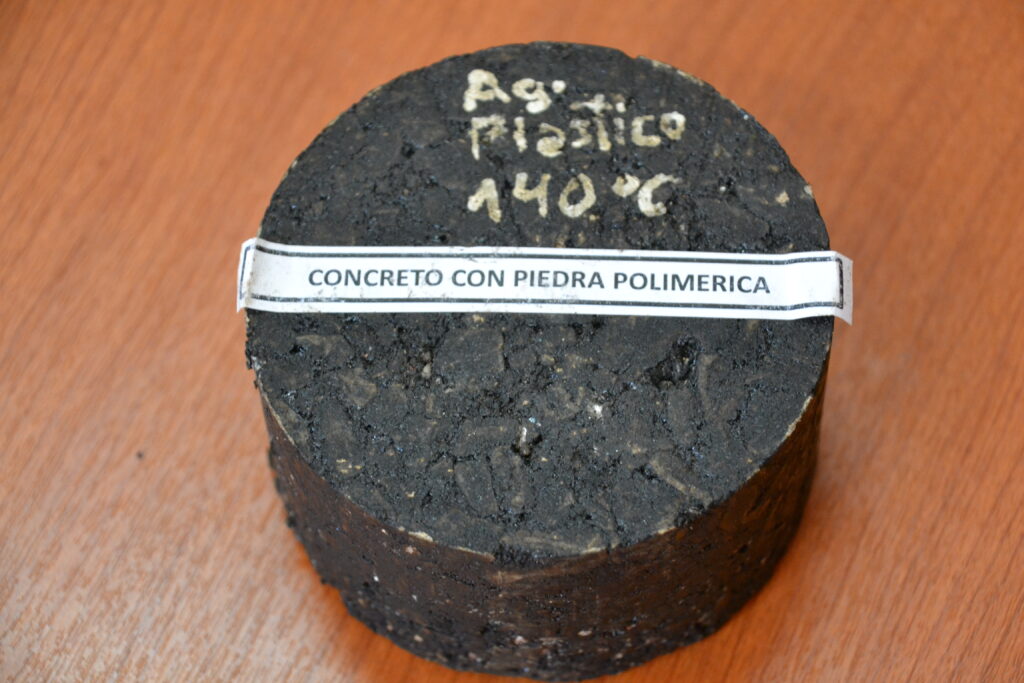 Ag.
Plastico
140 °C
CONCRETO CON PIEDRA POLIMERICA